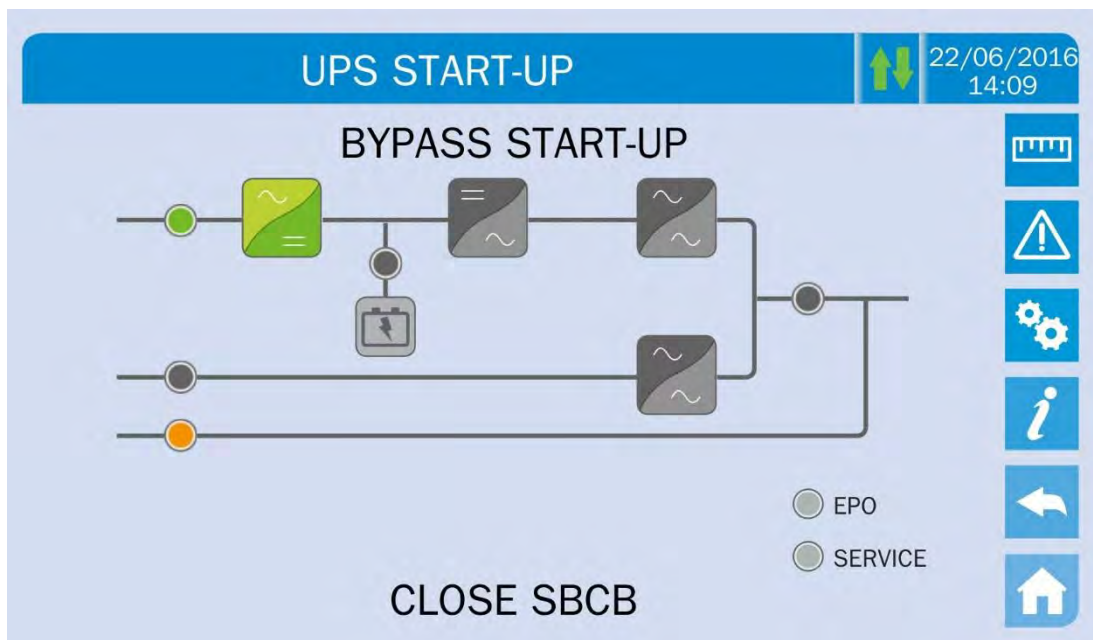 UPS START-UP
22/06/2016
14:09
BYPASS START-UP
EPO
SERVICE
CLOSE SBCB